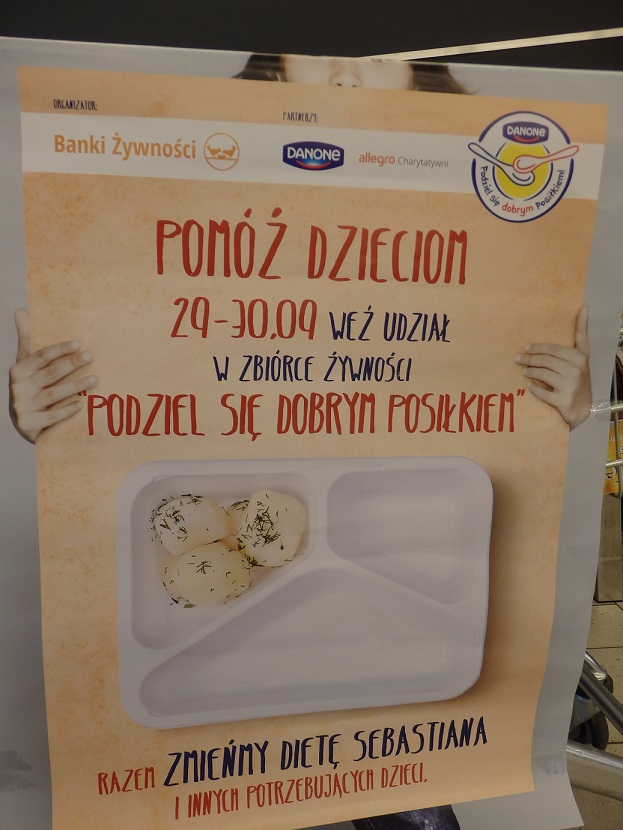 ORGANIZATOR:
PARTNERZY:
Banki Żywności
DANONE
allegro Charytatywni
DANONE
Podziel się dobrym posiłkiem!
POMÓŻ DZIECIOM
29-30.09 WEŹ UDZIAŁ
W ZBIÓRCE ŻYWNOŚCI
"PODZIEL SIĘ DOBRYM POSIŁKIEM"
RAZEM ZMIEŃMY DIETĘ SEBASTIANA
I INNYCH POTRZEBUJĄCYCH DZIECI.